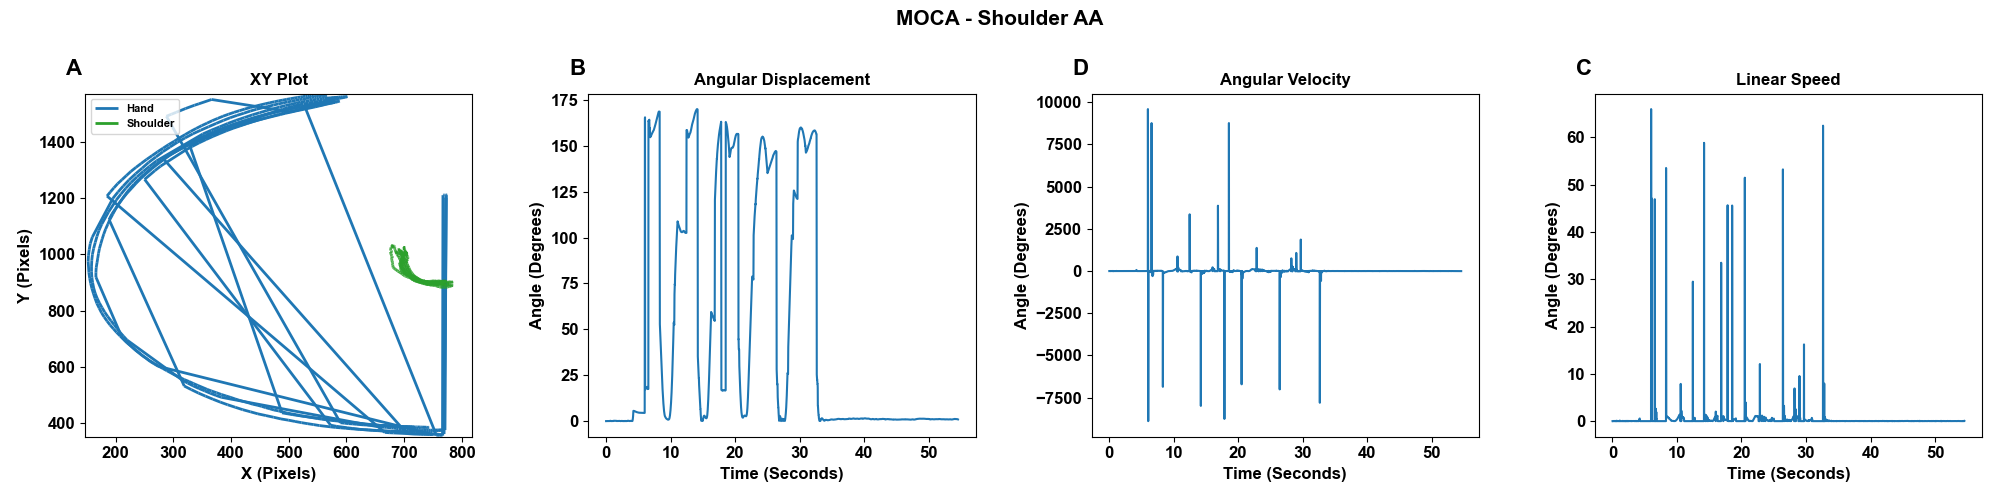 MOCA - Shoulder AA
A
XY Plot
Hand
Shoulder
1400
1200
1000
800
600
400
Y (Pixels)
200
300
400
500
600
700
800
X (Pixels)
B
Angular Displacement
175
150
125
100
75
50
25
0
Angle (Degrees)
0
10
20
30
40
50
Time (Seconds)
D
Angular Velocity
10000
7500
5000
2500
0
−2500
−5000
−7500
Angle (Degrees)
0
10
20
30
40
50
Time (Seconds)
C
Linear Speed
60
50
40
30
20
10
0
Angle (Degrees)
0
10
20
30
40
50
Time (Seconds)